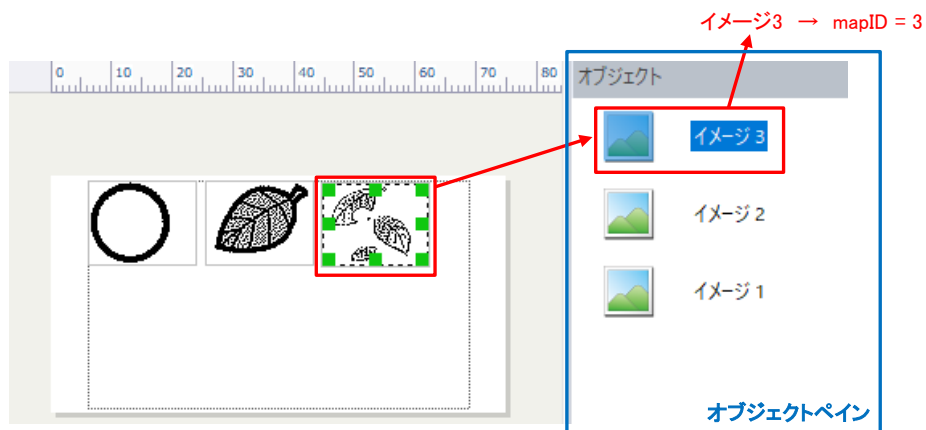 イメージ3 → mapID = 3
0 10 20 30 40 50 60 70 80
オブジェクト
イメージ 3
イメージ 2
イメージ 1
オブジェクトペイン